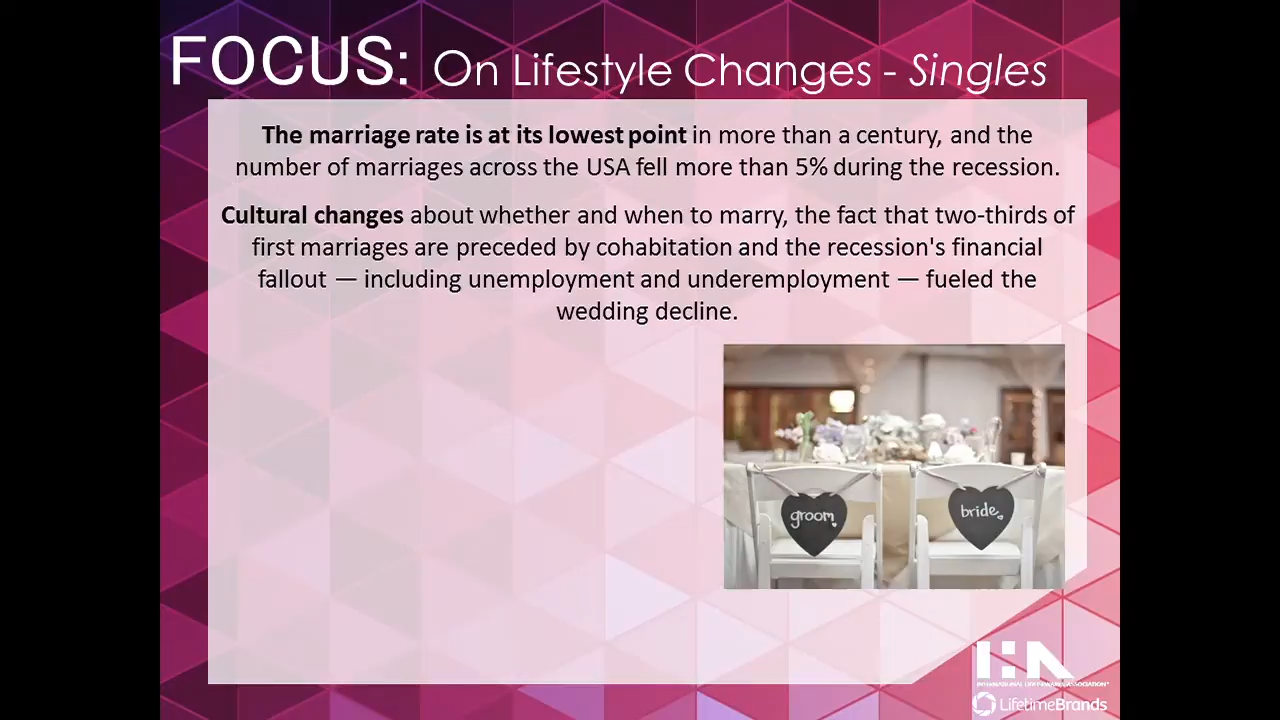 FOCUS: On Lifestyle Changes - Singles
The marriage rate is at its lowest point in more than a century, and the
number of marriages across the USA fell more than 5% during the recession.
Cultural changes about whether and when to marry, the fact that two-thirds of
first marriages are preceded by cohabitation and the recession's financial
fallout — including unemployment and underemployment — fueled the
wedding decline.
groom
bride
INTERNATIONAL HOUSEWARES ASSOCIATION
LifetimeBrands